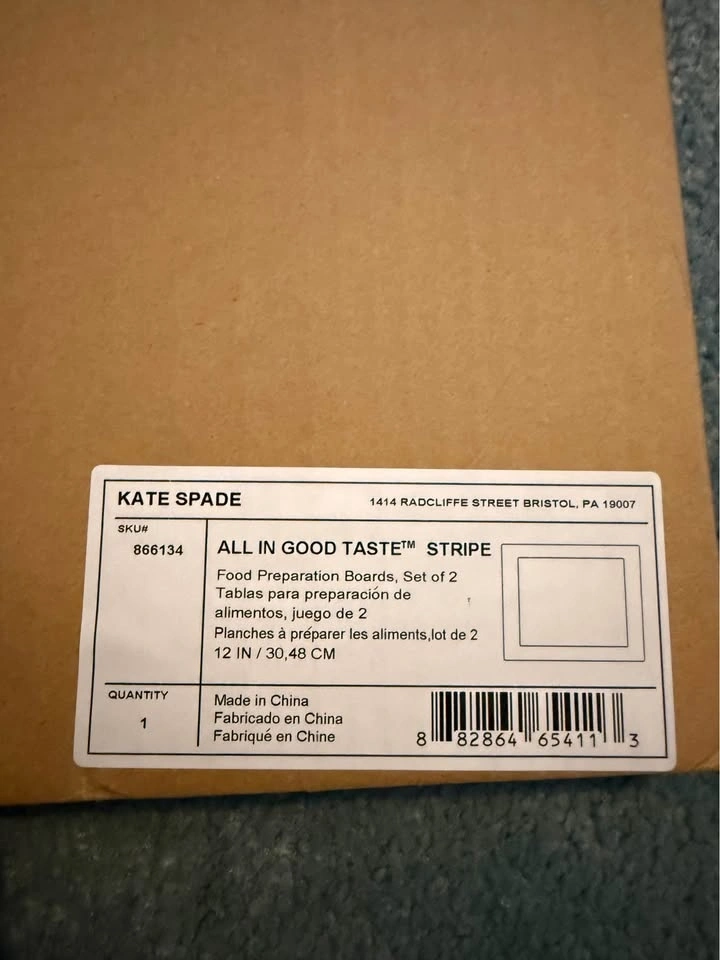 KATE SPADE
1414 RADCLIFFE STREET BRISTOL, PA 19007
SKU#
866134
ALL IN GOOD TASTE™ STRIPE
Food Preparation Boards, Set of 2
Tablas para preparación de
alimentos, juego de 2
Planches à préparer les aliments,lot de 2
12 IN / 30,48 CM
QUANTITY
1
Made in China
Fabricado en China
Fabriqué en Chine
8 82864 65411 3